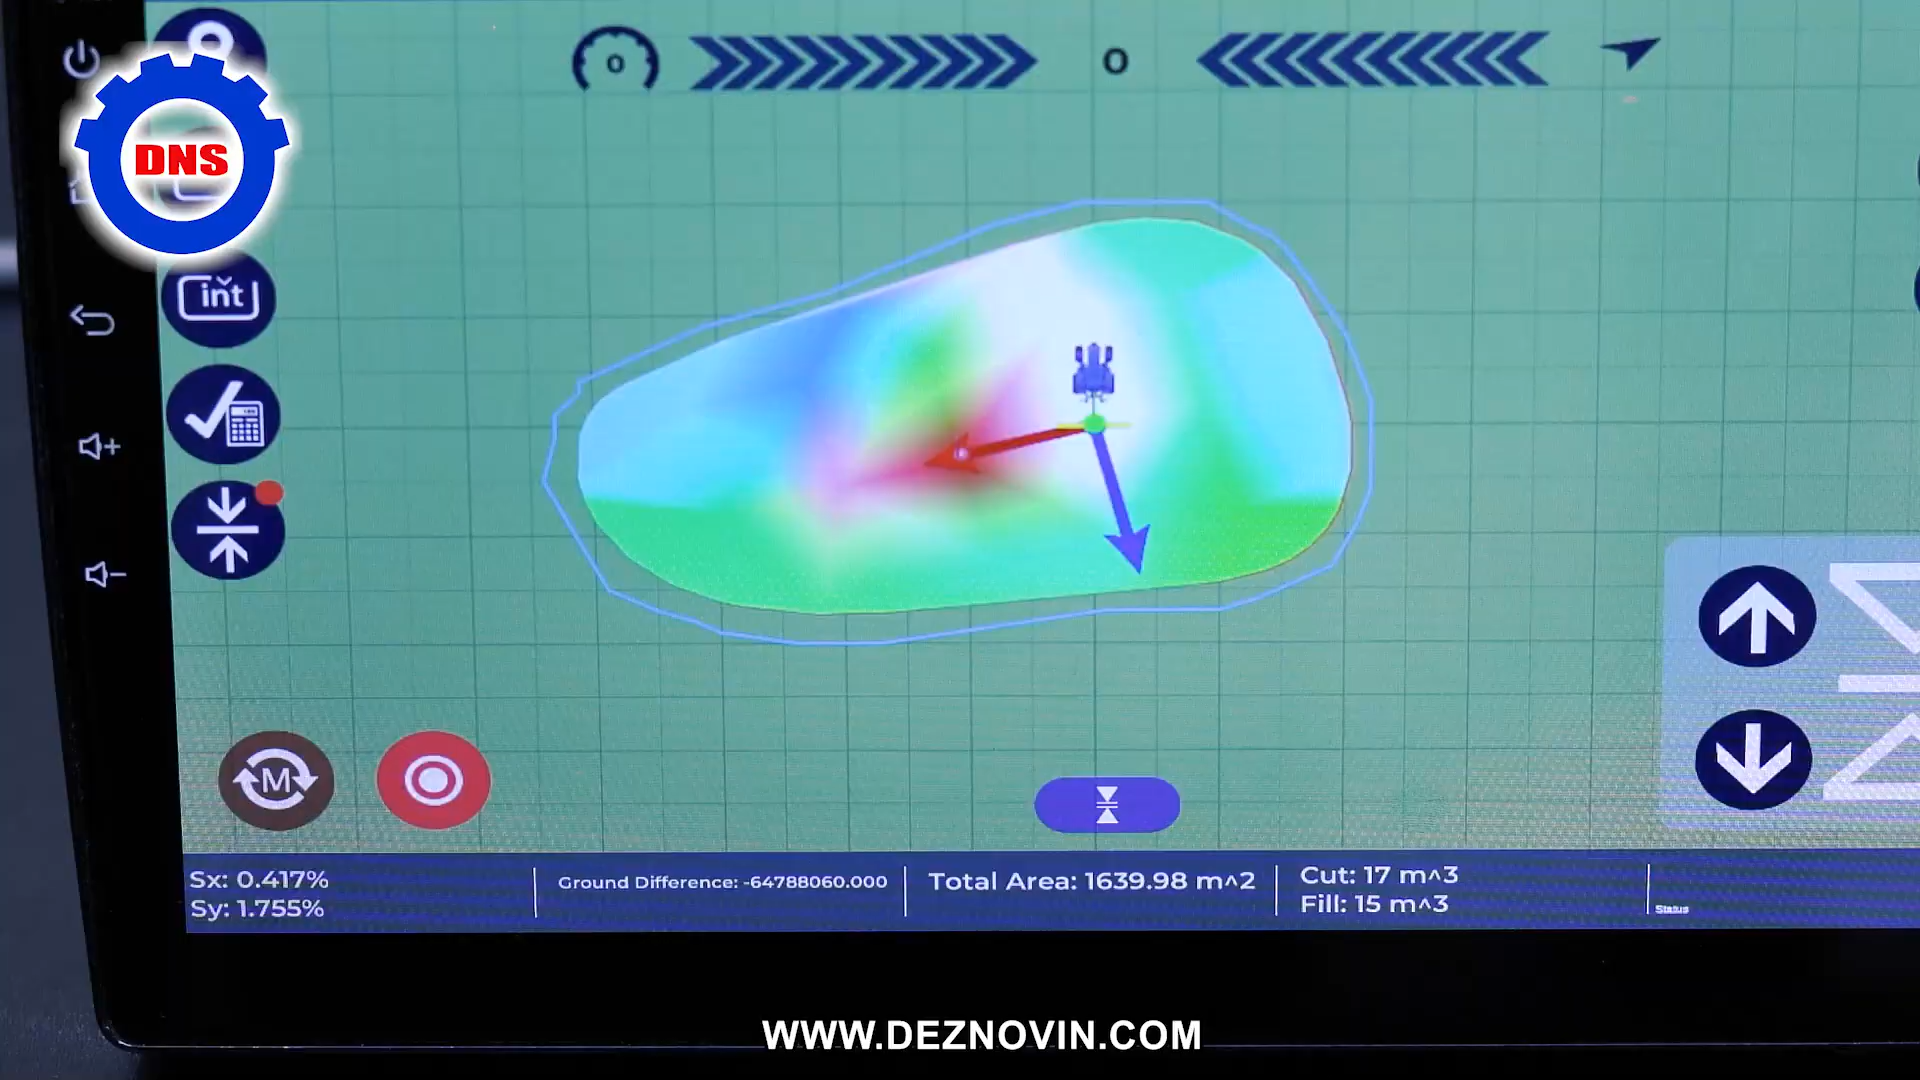 0
0
DNS
int
M
Sx: 0.417%
Sy: 1.755%
Ground Difference: -64788060.000
Total Area: 1639.98 m^2
Cut: 17 m^3
Fill: 15 m^3
Status
WWW.DEZNOVIN.COM